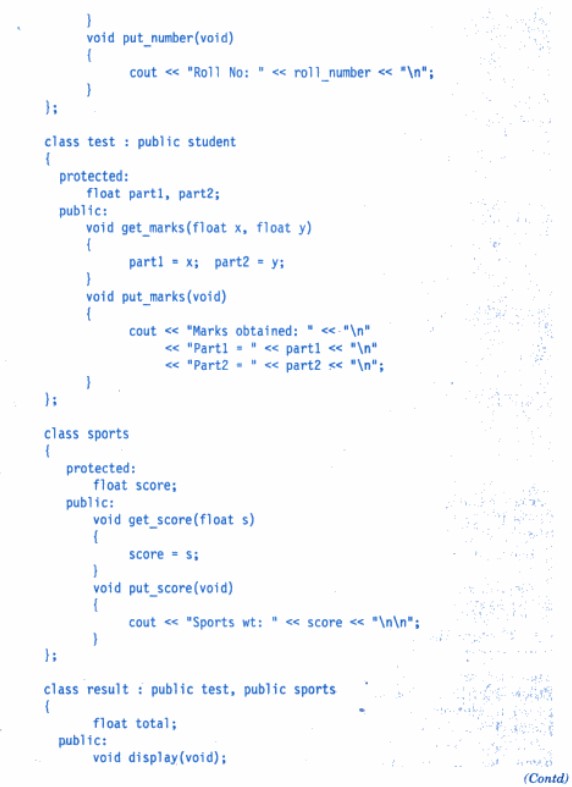 }
void put_number(void)
{
cout << "Roll No: " << roll_number << "\n";
}
};
class test : public student
{
protected:
float part1, part2;
public:
void get_marks(float x, float y)
{
part1 = x; part2 = y;
}
void put_marks(void)
{
cout << "Marks obtained: " << "\n"
<< "Part1 = " << part1 << "\n"
<< "Part2 = " << part2 << "\n";
}
};
class sports
{
protected:
float score;
public:
void get_score(float s)
{
score = s;
}
void put_score(void)
{
cout << "Sports wt: " << score << "\n\n";
}
};
class result : public test, public sports
{
float total;
public:
void display(void);
(Contd)